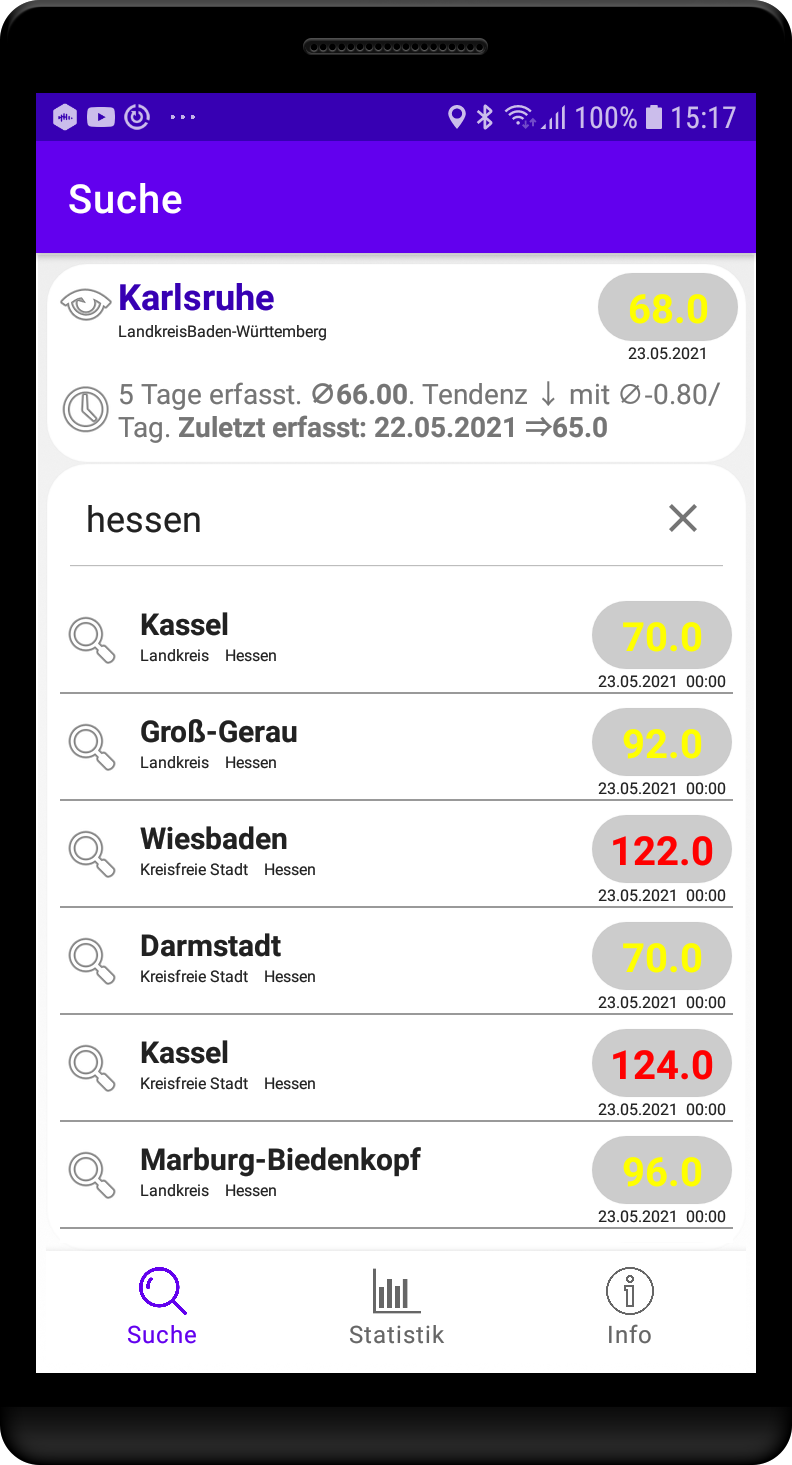 100% 15:17
Suche
Karlsruhe
68.0
LandkreisBaden-Württemberg
23.05.2021
5 Tage erfasst. ∅66.00. Tendenz ↓ mit ∅-0.80/
Tag. Zuletzt erfasst: 22.05.2021 ⇒65.0
hessen
Kassel
70.0
Landkreis Hessen
23.05.2021 00:00
Groß-Gerau
92.0
Landkreis Hessen
23.05.2021 00:00
Wiesbaden
122.0
Kreisfreie Stadt Hessen
23.05.2021 00:00
Darmstadt
70.0
Kreisfreie Stadt Hessen
23.05.2021 00:00
Kassel
124.0
Kreisfreie Stadt Hessen
23.05.2021 00:00
Marburg-Biedenkopf
96.0
Landkreis Hessen
23.05.2021 00:00
Suche Statistik Info